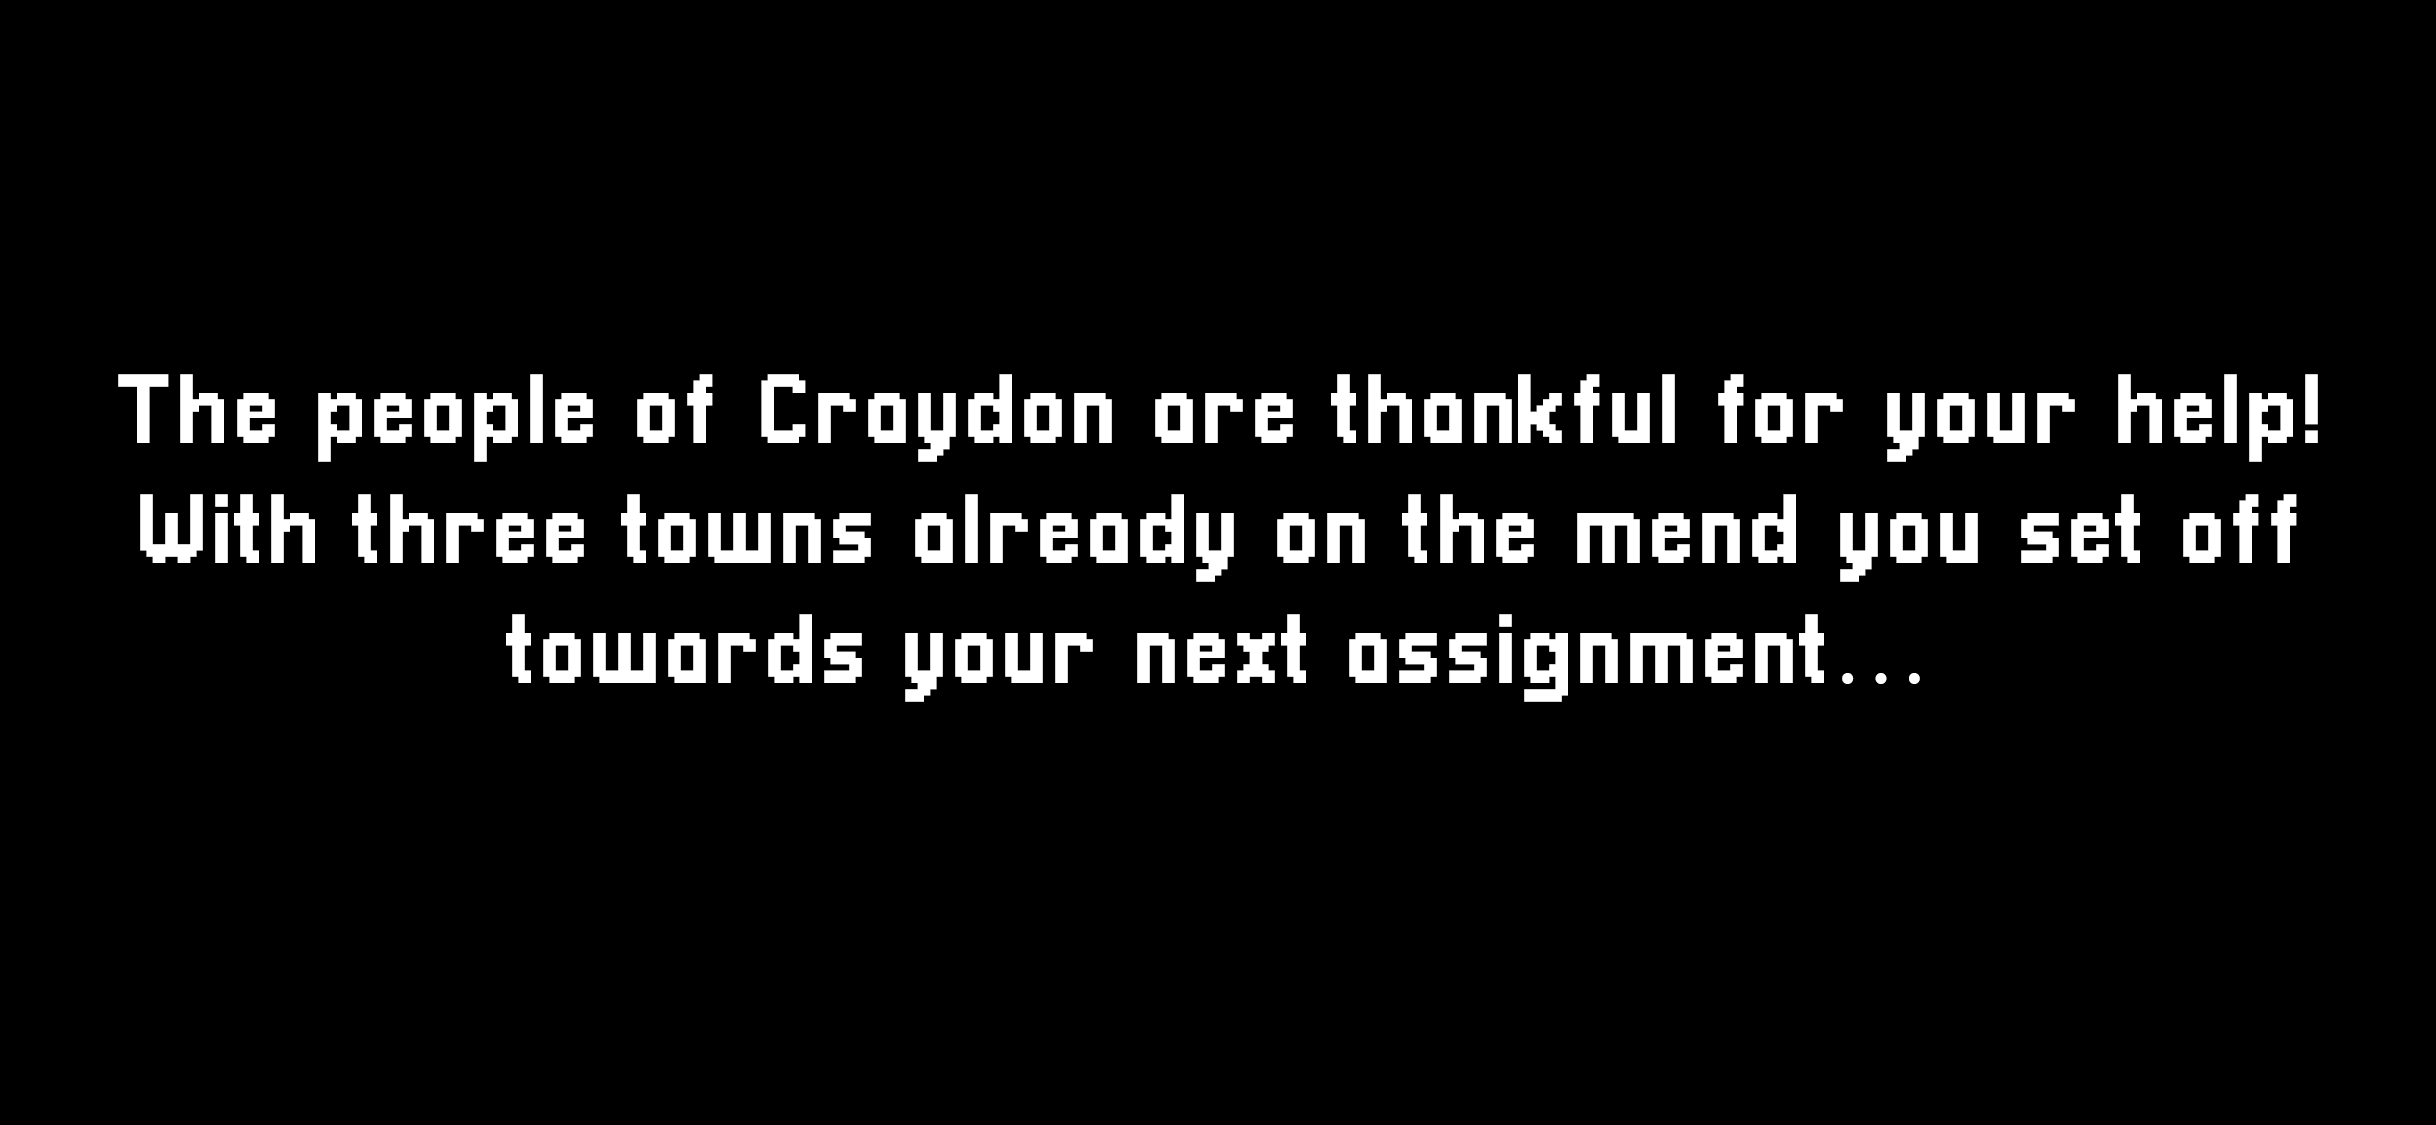 The people of Croydon are thankful for your help!
With three towns already on the mend you set off
towards your next assignment...